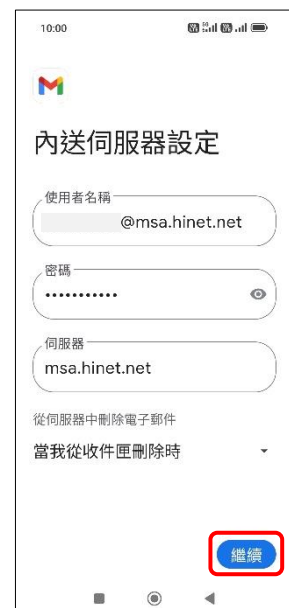 10:00
內送伺服器設定
使用者名稱
@msa.hinet.net
密碼
•••••••••••
伺服器
msa.hinet.net
從伺服器中刪除電子郵件
當我從收件匣刪除時
繼續